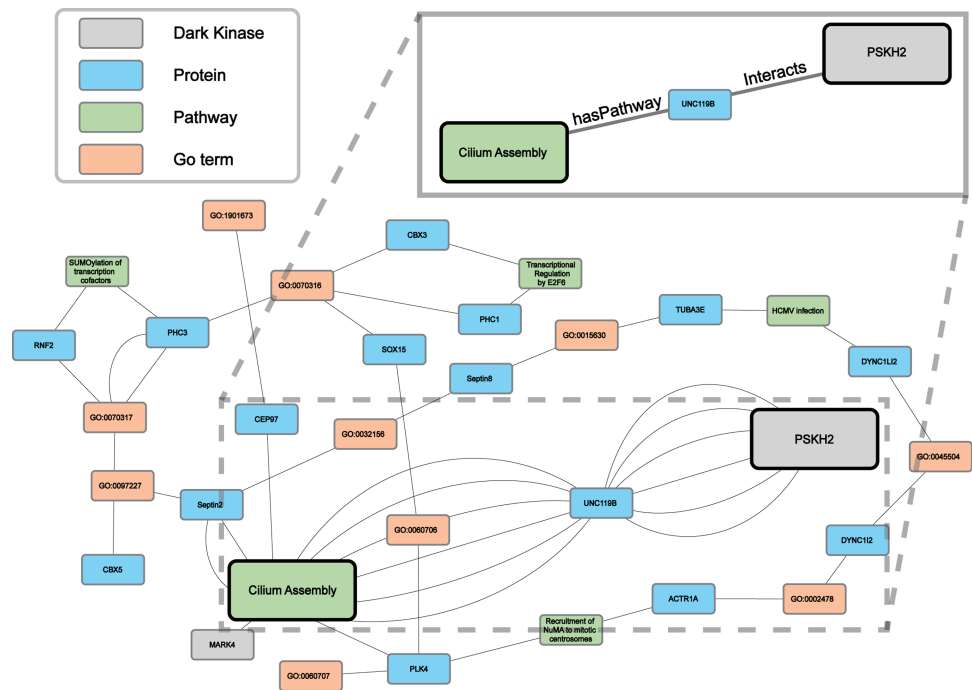 Dark Kinase
Protein
Pathway
Go term
PSKH2
Interacts
UNC119B
hasPathway
Cilium Assembly
GO:1901673
CBX3
SUMOylation of
transcription
cofactors
GO:0070316
Transcriptional
Regulation
by E2F6
TUBA3E
HCMV infection
PHC3
PHC1
RNF2
SOX15
GO:0015630
DYNC1LI2
Septin8
GO:0070317
CEP97
GO:0032156
PSKH2
GO:0045504
GO:0097227
Septin2
UNC119B
GO:0060706
DYNC1I2
CBX5
Cilium Assembly
ACTR1A
GO:0002478
Recruitment of
NuMA to mitotic
centrosomes
MARK4
GO:0060707
PLK4